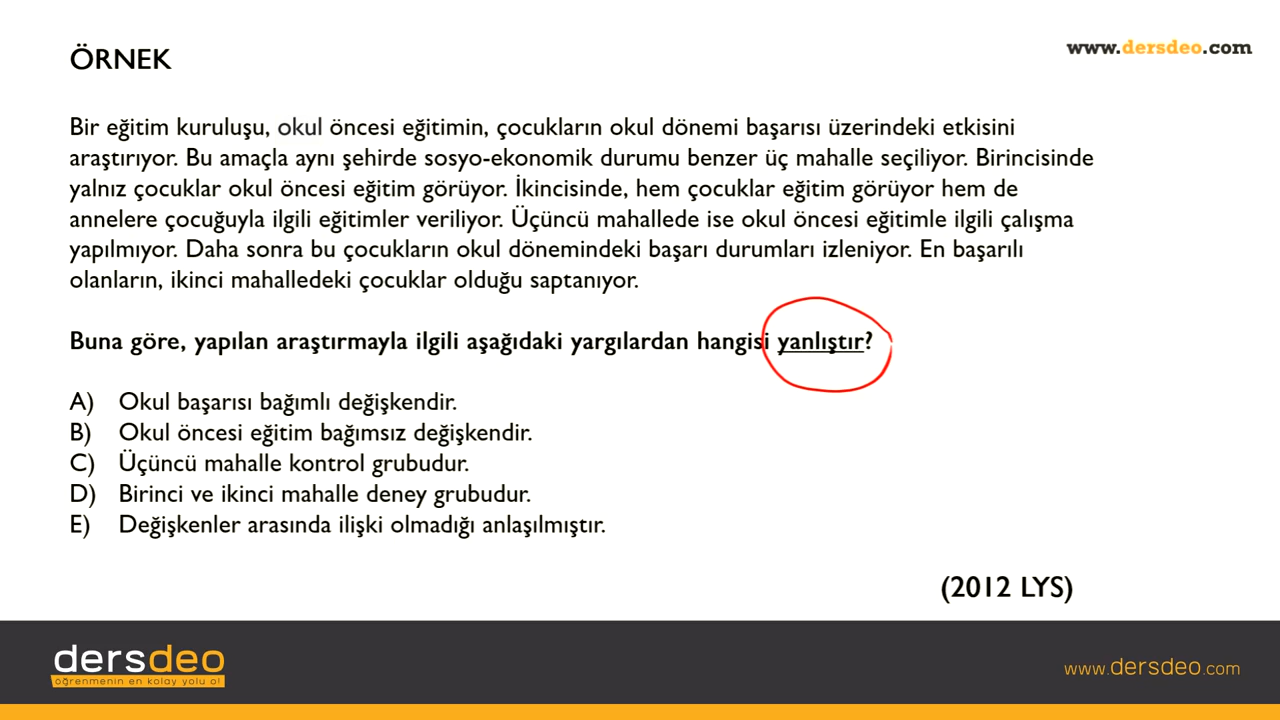 ÖRNEK
www.dersdeo.com
Bir eğitim kuruluşu, okul öncesi eğitimin, çocukların okul dönemi başarısı üzerindeki etkisini
araştırıyor. Bu amaçla aynı şehirde sosyo-ekonomik durumu benzer üç mahalle seçiliyor. Birincisinde
yalnız çocuklar okul öncesi eğitim görüyor. İkincisinde, hem çocuklar eğitim görüyor hem de
annelere çocuğuyla ilgili eğitimler veriliyor. Üçüncü mahallede ise okul öncesi eğitimle ilgili çalışma
yapılmıyor. Daha sonra bu çocukların okul dönemindeki başarı durumları izleniyor. En başarılı
olanların, ikinci mahalledeki çocuklar olduğu saptanıyor.
Buna göre, yapılan araştırmayla ilgili aşağıdaki yargılardan hangisi yanlıştır?
A) Okul başarısı bağımlı değişkendir.
B) Okul öncesi eğitim bağımsız değişkendir.
C) Üçüncü mahalle kontrol grubudur.
D) Birinci ve ikinci mahalle deney grubudur.
E) Değişkenler arasında ilişki olmadığı anlaşılmıştır.
(2012 LYS)
dersdeo
öğrenmenin en kolay yolu o!
www.dersdeo.com